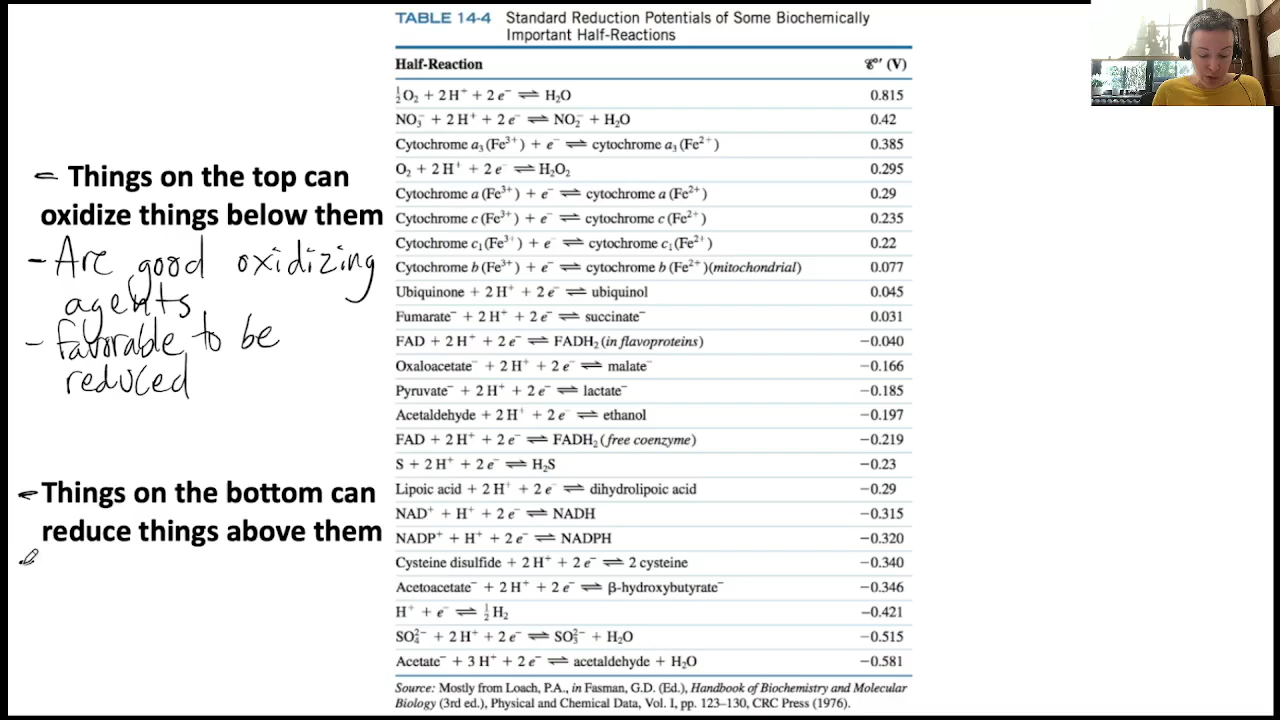 TABLE 14-4 Standard Reduction Potentials of Some Biochemically
Important Half-Reactions
Half-Reaction ℰ°′ (V)
½O₂ + 2 H⁺ + 2 e⁻ ⇌ H₂O 0.815
NO₃⁻ + 2 H⁺ + 2 e⁻ ⇌ NO₂⁻ + H₂O 0.42
Cytochrome a₃ (Fe³⁺) + e⁻ ⇌ cytochrome a₃ (Fe²⁺) 0.385
O₂ + 2 H⁺ + 2 e⁻ ⇌ H₂O₂ 0.295
Cytochrome a (Fe³⁺) + e⁻ ⇌ cytochrome a (Fe²⁺) 0.29
Cytochrome c (Fe³⁺) + e⁻ ⇌ cytochrome c (Fe²⁺) 0.235
Cytochrome c₁ (Fe³⁺) + e⁻ ⇌ cytochrome c₁ (Fe²⁺) 0.22
Cytochrome b (Fe³⁺) + e⁻ ⇌ cytochrome b (Fe²⁺) (mitochondrial) 0.077
Ubiquinone + 2 H⁺ + 2 e⁻ ⇌ ubiquinol 0.045
Fumarate⁻ + 2 H⁺ + 2 e⁻ ⇌ succinate⁻ 0.031
FAD + 2 H⁺ + 2 e⁻ ⇌ FADH₂ (in flavoproteins) −0.040
Oxaloacetate⁻ + 2 H⁺ + 2 e⁻ ⇌ malate⁻ −0.166
Pyruvate⁻ + 2 H⁺ + 2 e⁻ ⇌ lactate⁻ −0.185
Acetaldehyde + 2 H⁺ + 2 e⁻ ⇌ ethanol −0.197
FAD + 2 H⁺ + 2 e⁻ ⇌ FADH₂ (free coenzyme) −0.219
S + 2 H⁺ + 2 e⁻ ⇌ H₂S −0.23
Lipoic acid + 2 H⁺ + 2 e⁻ ⇌ dihydrolipoic acid −0.29
NAD⁺ + H⁺ + 2 e⁻ ⇌ NADH −0.315
NADP⁺ + H⁺ + 2 e⁻ ⇌ NADPH −0.320
Cysteine disulfide + 2 H⁺ + 2 e⁻ ⇌ 2 cysteine −0.340
Acetoacetate⁻ + 2 H⁺ + 2 e⁻ ⇌ β-hydroxybutyrate⁻ −0.346
H⁺ + e⁻ ⇌ ½H₂ −0.421
SO₄²⁻ + 2 H⁺ + 2 e⁻ ⇌ SO₃²⁻ + H₂O −0.515
Acetate⁻ + 3 H⁺ + 2 e⁻ ⇌ acetaldehyde + H₂O −0.581
Source: Mostly from Loach, P.A., in Fasman, G.D. (Ed.), Handbook of Biochemistry and Molecular
Biology (3rd ed.), Physical and Chemical Data, Vol. I, pp. 123–130, CRC Press (1976).
- Things on the top can
oxidize things below them
- Are good oxidizing
agents
- favorable to be
reduced
- Things on the bottom can
reduce things above them